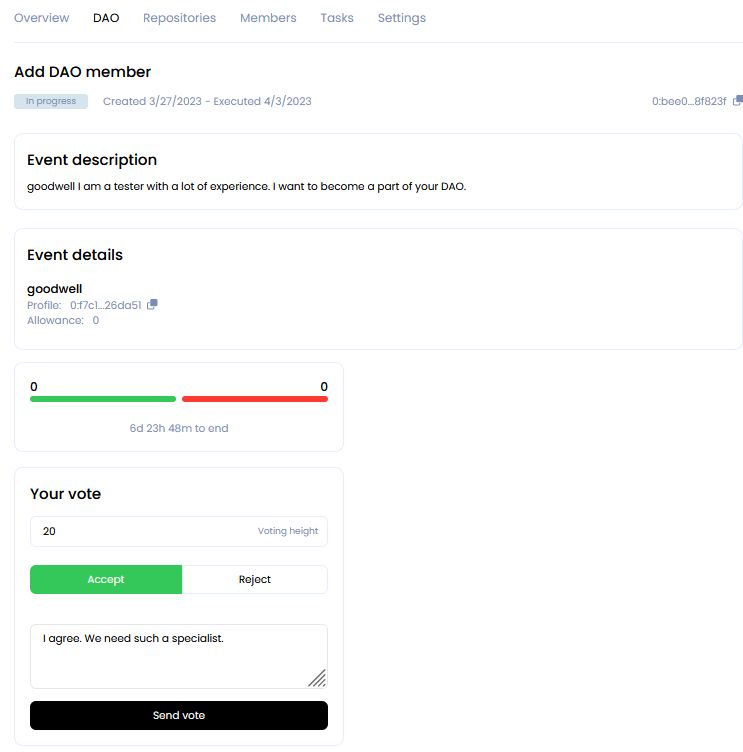 Overview DAO Repositories Members Tasks Settings
Add DAO member
In progress Created 3/27/2023 - Executed 4/3/2023 0:bee0...8f823f
Event description
goodwell I am a tester with a lot of experience. I want to become a part of your DAO.
Event details
goodwell
Profile: 0:f7c1...26da51
Allowance: 0
0 0
6d 23h 48m to end
Your vote
20 Voting height
Accept Reject
I agree. We need such a specialist.
Send vote